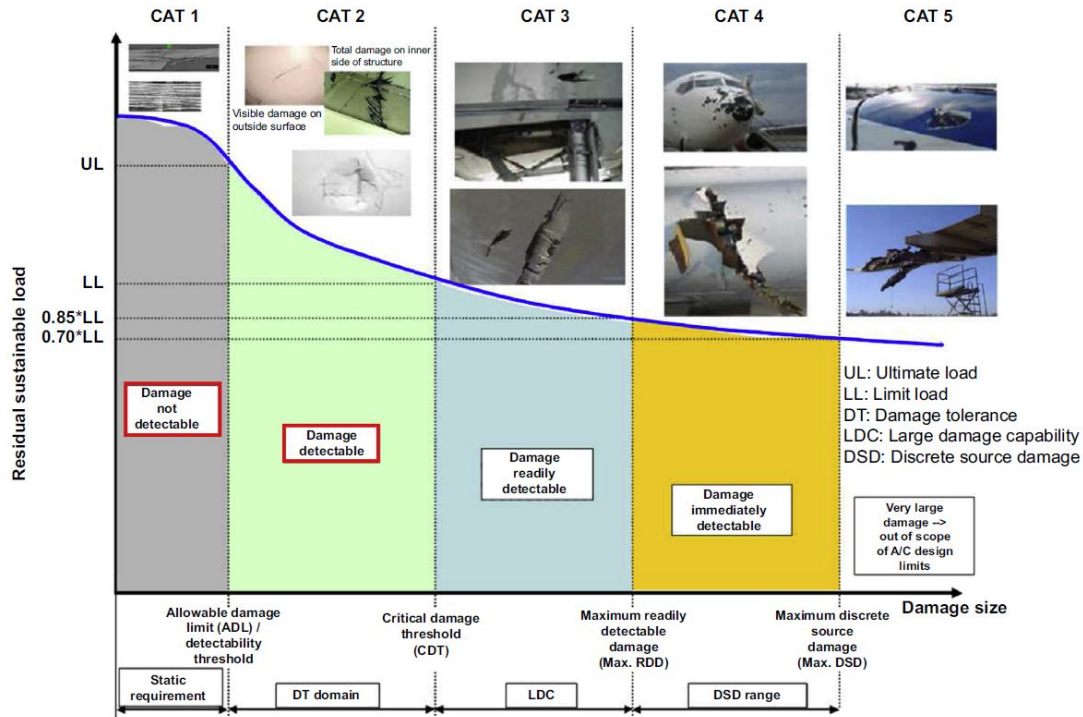 CAT 1
CAT 2
CAT 3
CAT 4
CAT 5
Total damage on inner
side of structure
Visible damage on
outside surface
Residual sustainable load
UL
LL
0.85*LL
0.70*LL
Damage
not
detectable
Damage
detectable
Damage
readily
detectable
Damage
immediately
detectable
UL: Ultimate load
LL: Limit load
DT: Damage tolerance
LDC: Large damage capability
DSD: Discrete source damage
Very large
damage -->
out of scope
of A/C design
limits
Damage size
Allowable damage
limit (ADL) /
detectability
threshold
Critical damage
threshold
(CDT)
Maximum readily
detectable
damage
(Max. RDD)
Maximum discrete
source
damage
(Max. DSD)
Static
requirement
DT domain
LDC
DSD range